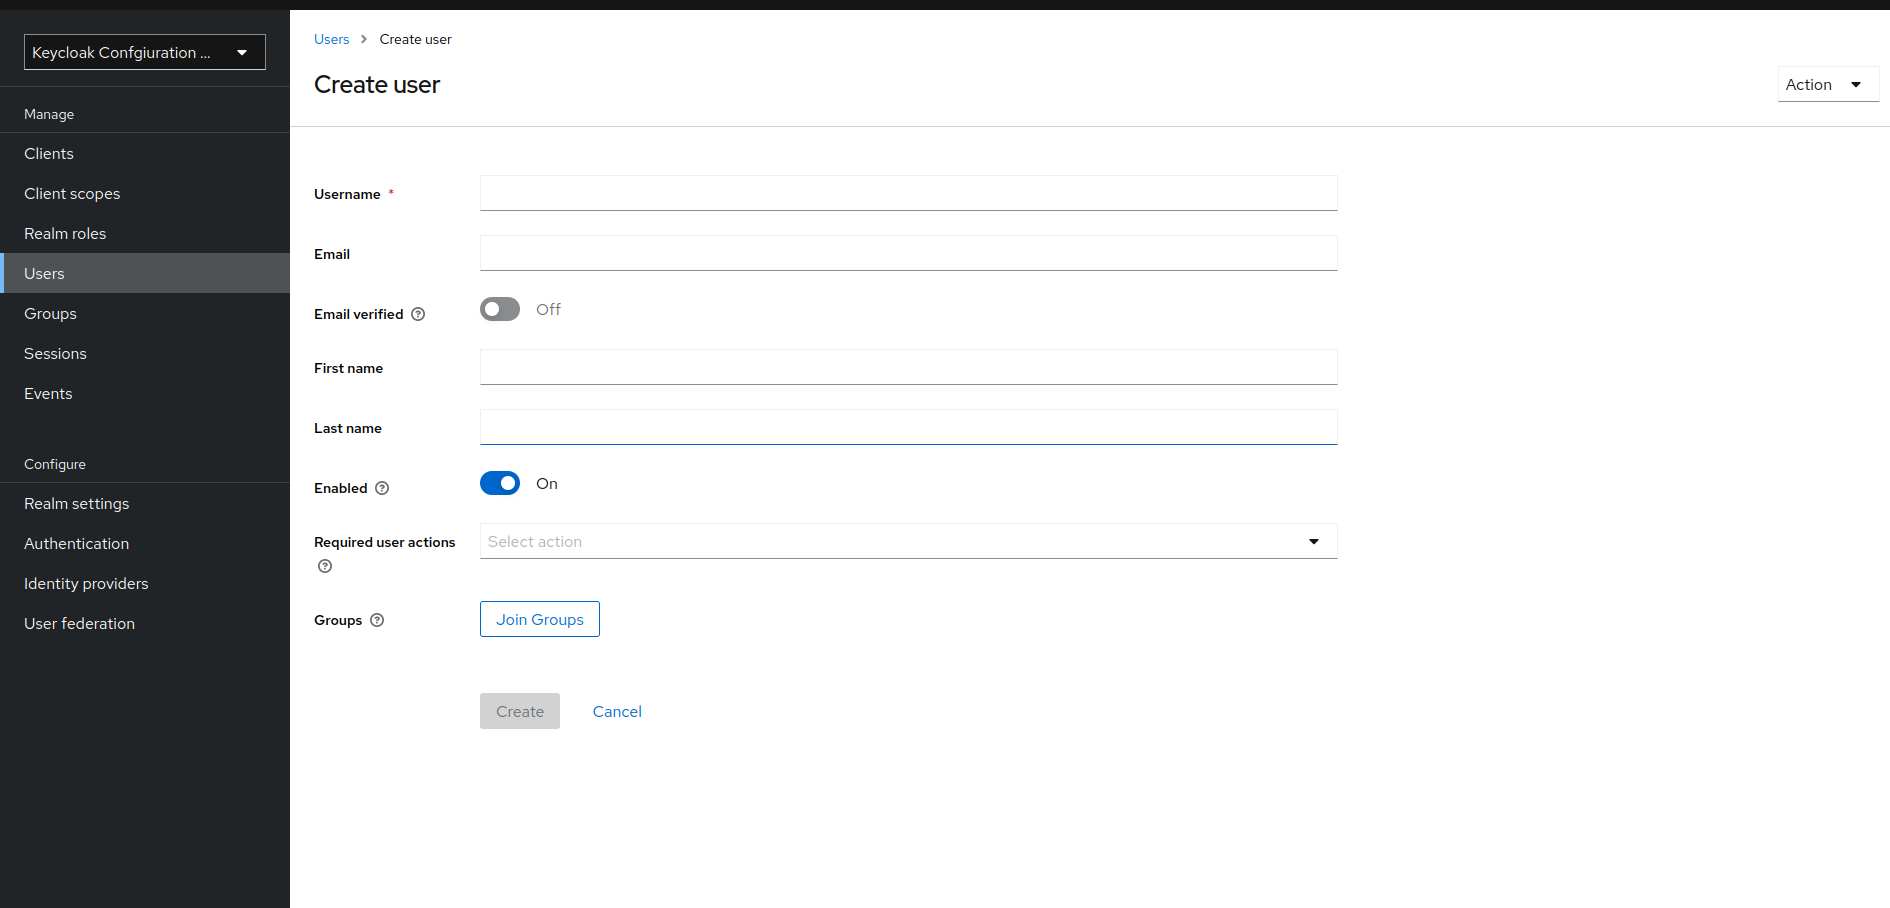 Keycloak Confgiuration ...
Manage
Clients
Client scopes
Realm roles
Users
Groups
Sessions
Events
Configure
Realm settings
Authentication
Identity providers
User federation
Users > Create user
Create user
Action
Username *
Email
Email verified
Off
First name
Last name
Enabled
On
Required user actions
Select action
Groups
Join Groups
Create
Cancel